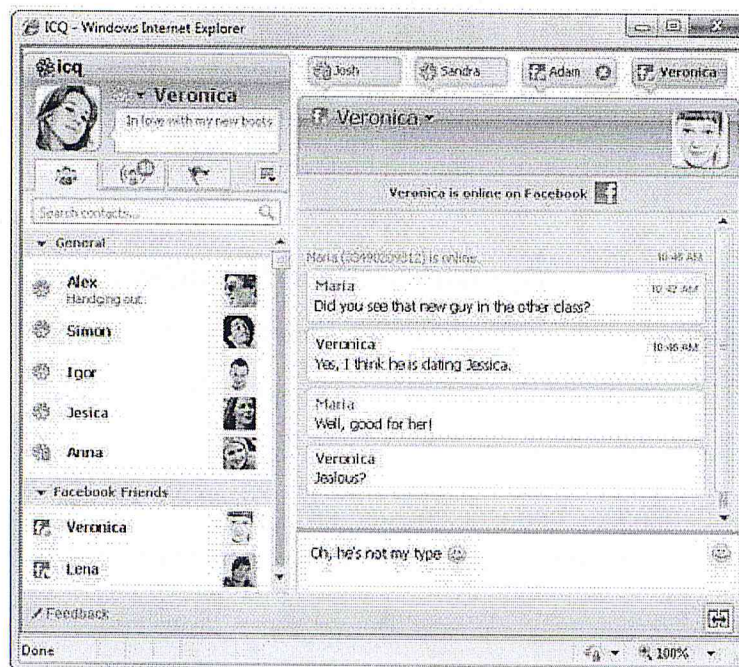 ICQ - Windows Internet Explorer
icq
Veronica
In love with my new boots
Search contacts...
General
Alex
Handging out
Simon
Igor
Jesica
Anna
Facebook Friends
Veronica
Lena
Feedback
Josh
Sandra
Adam
Veronica
Veronica
Veronica is online on Facebook
Maria (33490209312) is online. 10:45 AM
Maria 10:42 AM
Did you see that new guy in the other class?
Veronica 10:46 AM
Yes, I think he is dating Jessica.
Maria
Well, good for her!
Veronica
Jealous?
Oh, he's not my type
Done
100%